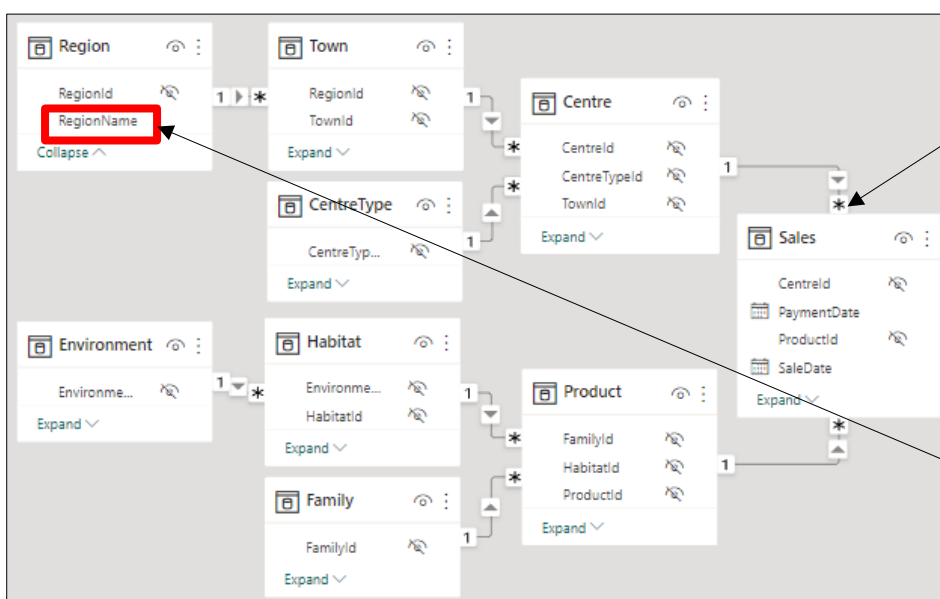 Region
RegionId
RegionName
Collapse
1
*
Town
RegionId
TownId
Expand
1
*
CentreType
CentreTyp...
Expand
1
*
Centre
CentreId
CentreTypeId
TownId
Expand
1
*
Sales
CentreId
PaymentDate
ProductId
SaleDate
Expand
*
Environment
Environme...
Expand
1
*
Habitat
Environme...
HabitatId
Expand
1
*
Family
FamilyId
Expand
1
*
Product
FamilyId
HabitatId
ProductId
Expand
1